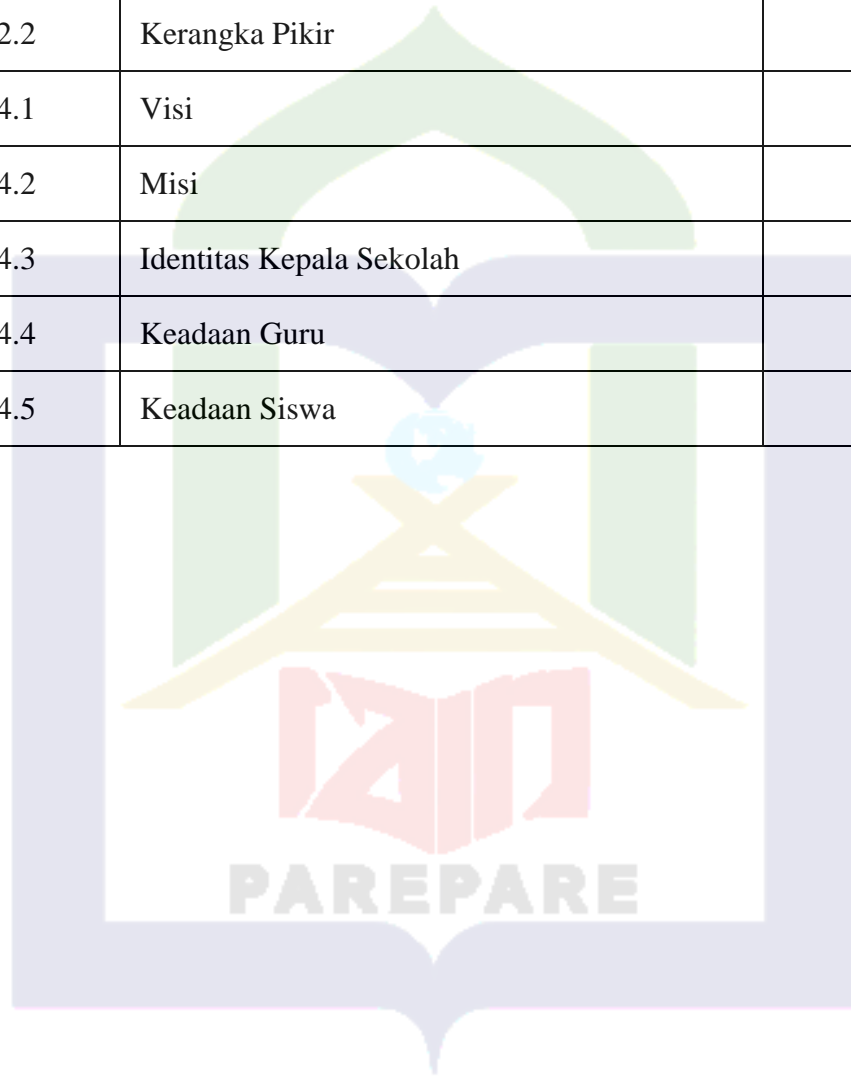 2.2 Kerangka Pikir
4.1 Visi
4.2 Misi
4.3 Identitas Kepala Sekolah
4.4 Keadaan Guru
4.5 Keadaan Siswa
PAREPARE